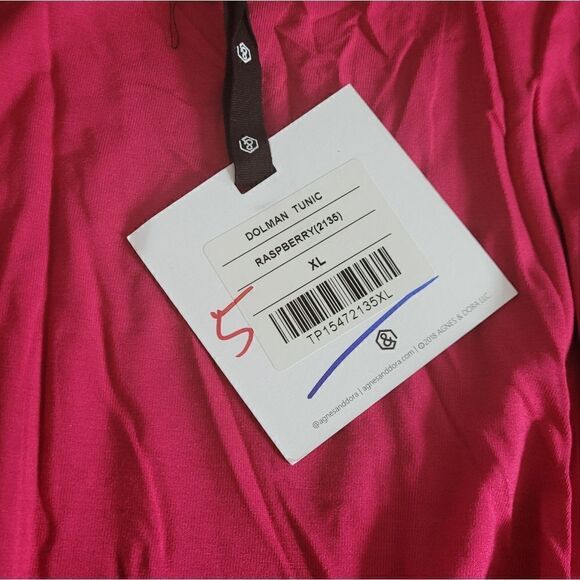 DOLMAN TUNIC
RASPBERRY(2135)
XL
TP15472135XL
5
&
@agnesanddora | agnesanddora.com | ©2018 AGNES & DORA LLC.